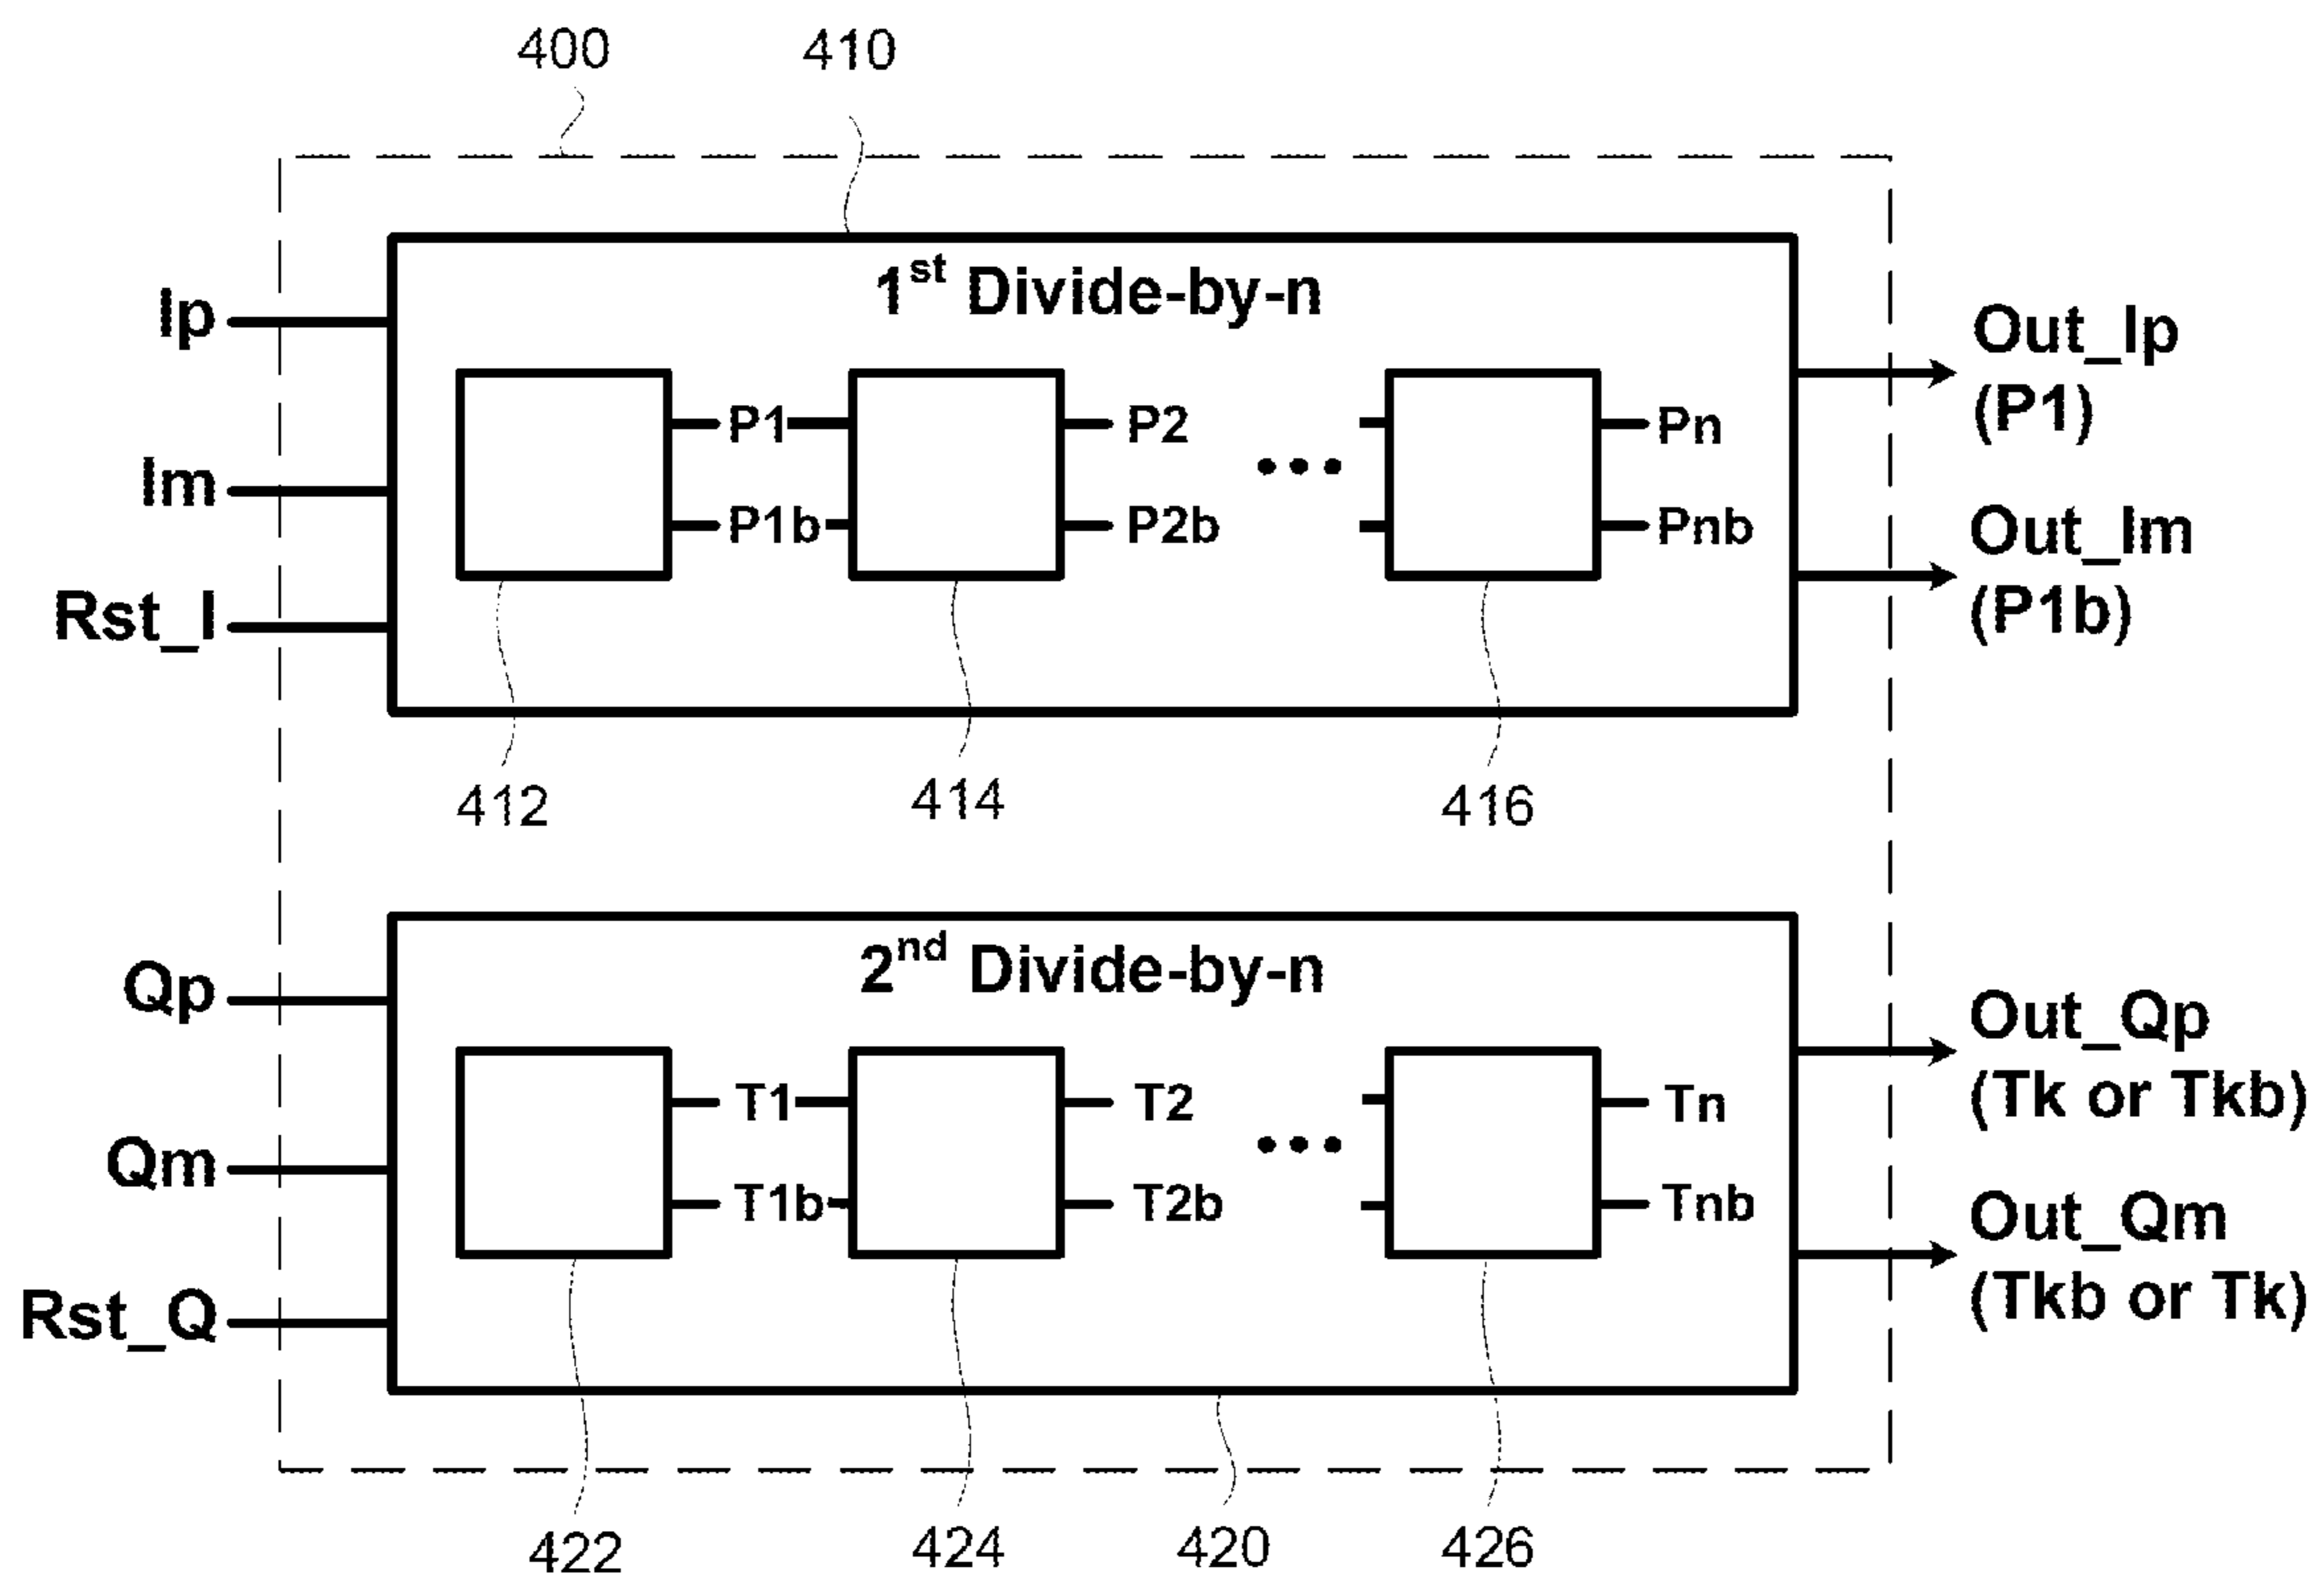 400 410
1st Divide-by-n
Ip
Im
Rst_I
P1 P2 Pn
P1b P2b Pnb
Out_Ip
(P1)
Out_Im
(P1b)
412 414 416
2nd Divide-by-n
Qp
Qm
Rst_Q
T1 T2 Tn
T1b T2b Tnb
Out_Qp
(Tk or Tkb)
Out_Qm
(Tkb or Tk)
422 424 420 426